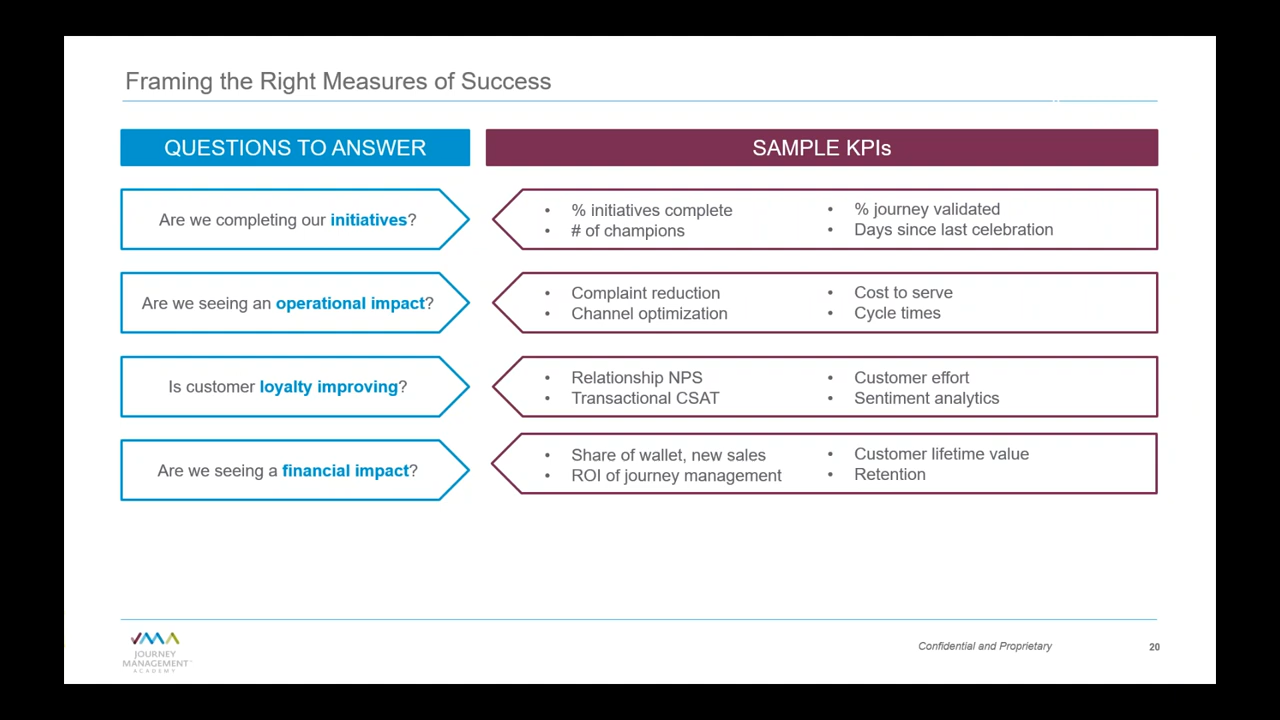 Framing the Right Measures of Success
QUESTIONS TO ANSWER
SAMPLE KPIs
Are we completing our initiatives?
• % initiatives complete
• # of champions
• % journey validated
• Days since last celebration
Are we seeing an operational impact?
• Complaint reduction
• Channel optimization
• Cost to serve
• Cycle times
Is customer loyalty improving?
• Relationship NPS
• Transactional CSAT
• Customer effort
• Sentiment analytics
Are we seeing a financial impact?
• Share of wallet, new sales
• ROI of journey management
• Customer lifetime value
• Retention
JMA
JOURNEY
MANAGEMENT
ACADEMY
Confidential and Proprietary
20